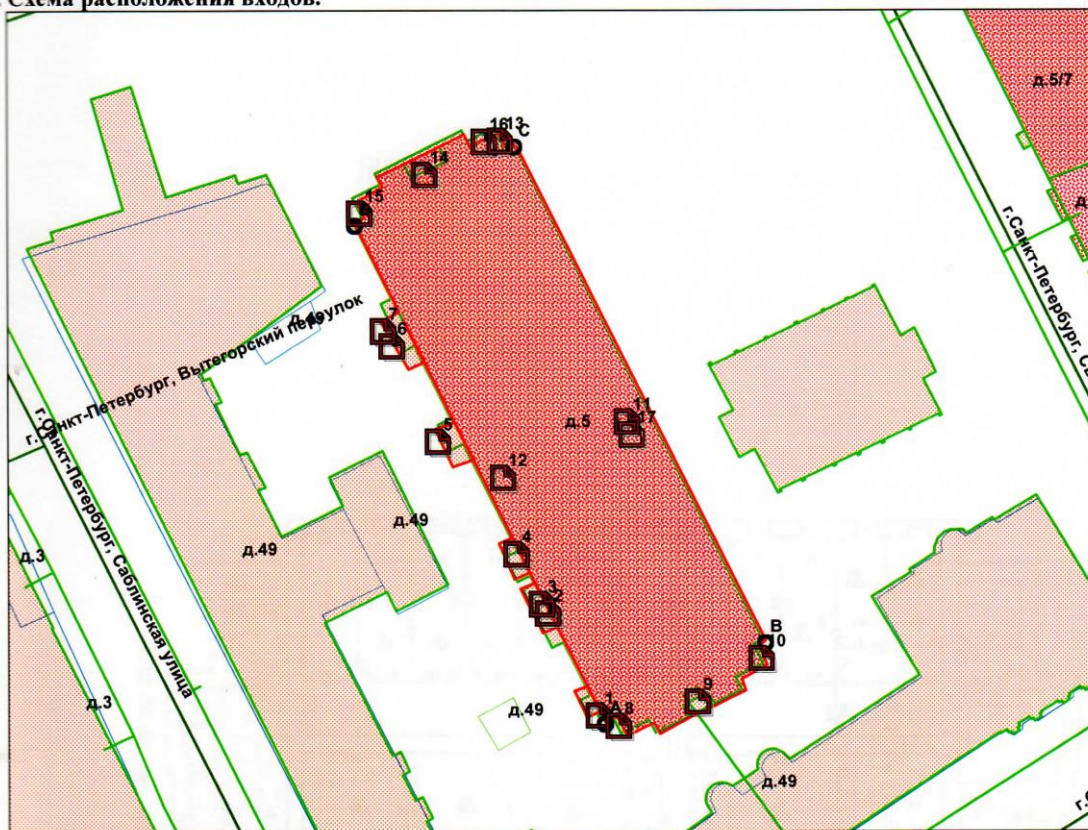 Схема расположения входов.
д.5/7
16 13 С
14
15
г.Санкт-Петербург, С
7
6
г.Санкт-Петербург, Вытегорский переулок
11
17
д.5
5
12
д.49
д.49
4
д.3
3
2
г.Санкт-Петербург, Саблинская улица
В
10
9
1
А 8
д.49
д.3
д.49